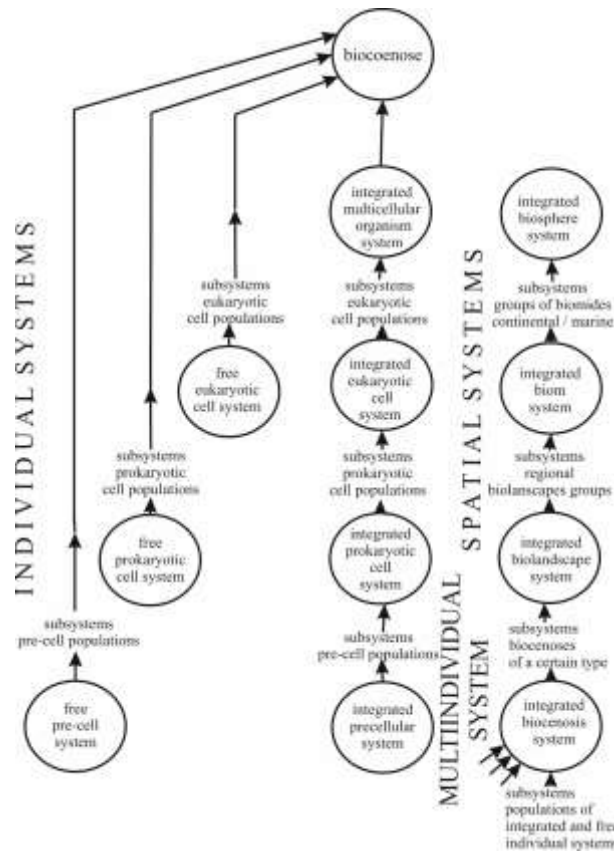 biocoenose
INDIVIDUAL SYSTEMS
subsystems
eukaryotic
cell populations
free
eukaryotic
cell system
subsystems
prokaryotic
cell populations
free
prokaryotic
cell system
subsystems
pre-cell populations
free
pre-cell
system
integrated
multicellular
organism
system
subsystems
eukaryotic
cell populations
integrated
eukaryotic
cell
system
subsystems
prokaryotic
cell populations
integrated
prokaryotic
cell
system
subsystems
pre-cell populations
integrated
precellular
system
MULTIINDIVIDUAL
SYSTEM
SPATIAL SYSTEMS
integrated
biosphere
system
subsystems
groups of biomides
continental / marine
integrated
biom
system
subsystems
regional
biolanscapes groups
integrated
biolandscape
system
subsystems
biocenoses
of a certain type
integrated
biocenosis
system
subsystems
populations of
integrated and free
individual system